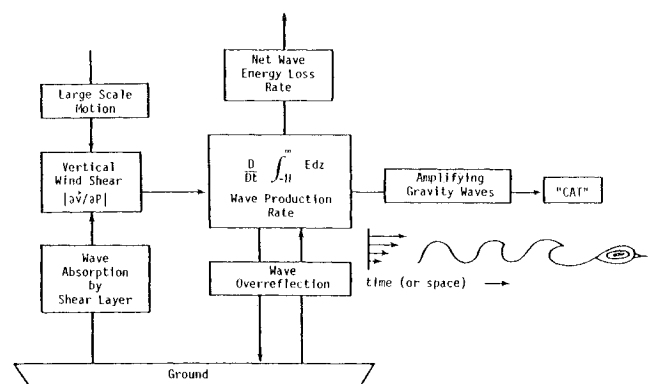 Net Wave
Energy Loss
Rate
Large Scale
Motion
Vertical
Wind Shear
|∂v⃗/∂P|
D/Dt ∫_{-H}^{∞} Edz
Wave Production
Rate
Amplifying
Gravity Waves
"CAT"
Wave
Absorption
by
Shear Layer
Wave
Overreflection
time (or space)
Ground